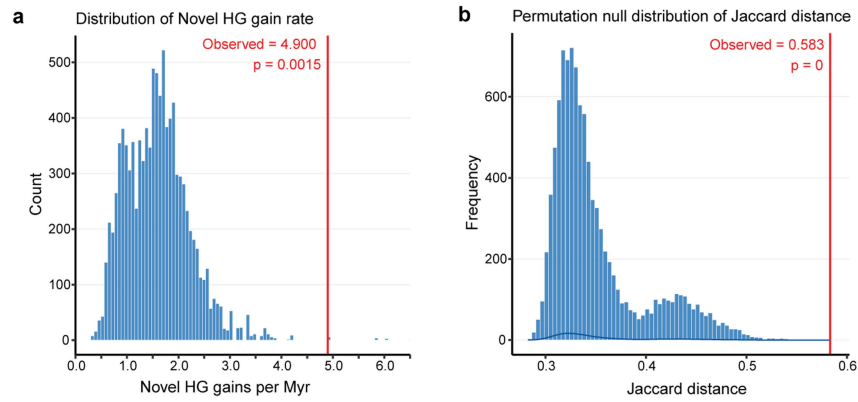 a
Distribution of Novel HG gain rate
Observed = 4.900
p = 0.0015
500
400
300
200
100
0
Count
0.0 1.0 2.0 3.0 4.0 5.0 6.0
Novel HG gains per Myr
b
Permutation null distribution of Jaccard distance
Observed = 0.583
p = 0
600
400
200
0
Frequency
0.3 0.4 0.5 0.6
Jaccard distance